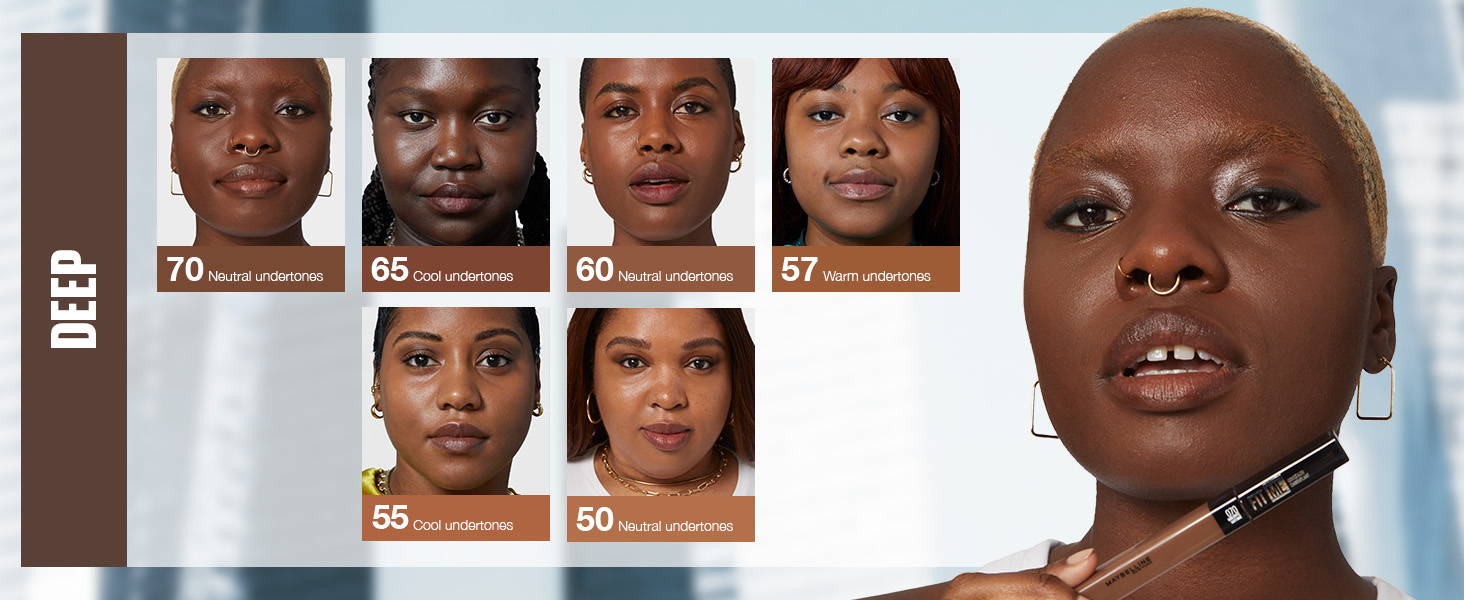 DEEP
70 Neutral undertones
65 Cool undertones
60 Neutral undertones
57 Warm undertones
55 Cool undertones
50 Neutral undertones
FIT ME
MAYBELLINE